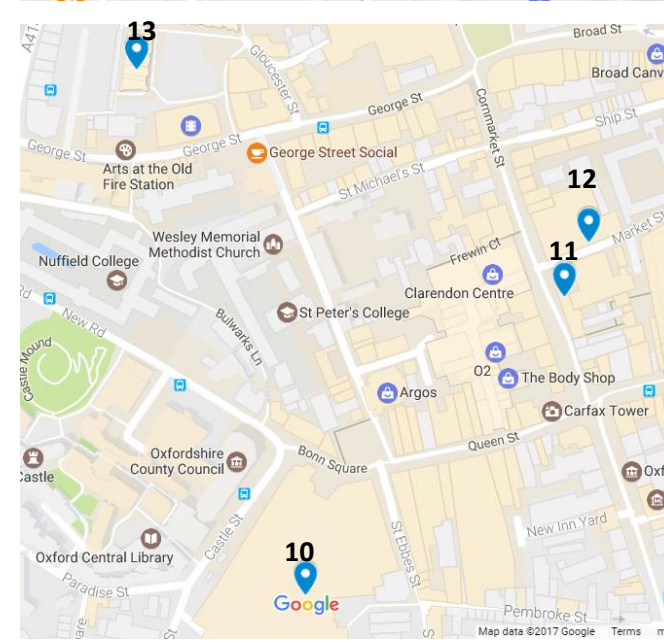 13
A41
Gloucester St
Broad St
Broad Canv
George St
Cornmarket St
Ship St
George St
George St
George Street Social
Arts at the Old
Fire Station
St Michael's St
12
Wesley Memorial
Methodist Church
Market S
Nuffield College
11
Frewin Ct
Clarendon Centre
Rd
New Rd
St Peter's College
Bulwarks Ln
Castle Mound
O2
The Body Shop
Argos
Carfax Tower
Oxfordshire
County Council
Bonn Square
Queen St
Castle
Oxf
Castle St
St Ebbes St
New Inn Yard
Oxford Central Library
10
Paradise St
Google
Pembroke St
Map data ©2017 Google
Terms